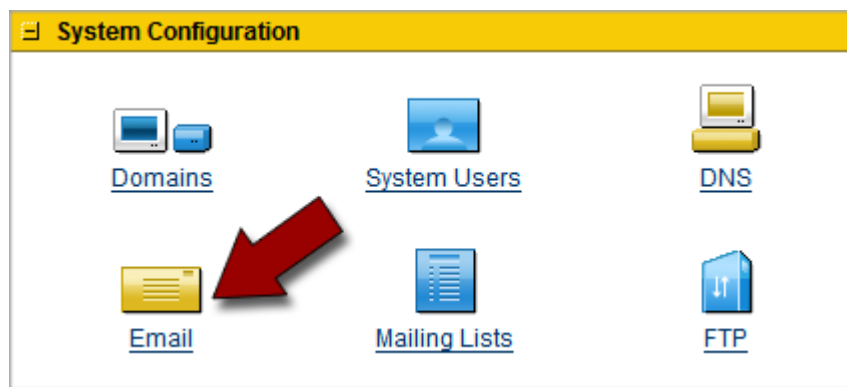 System Configuration
Domains
System Users
DNS
Email
Mailing Lists
FTP